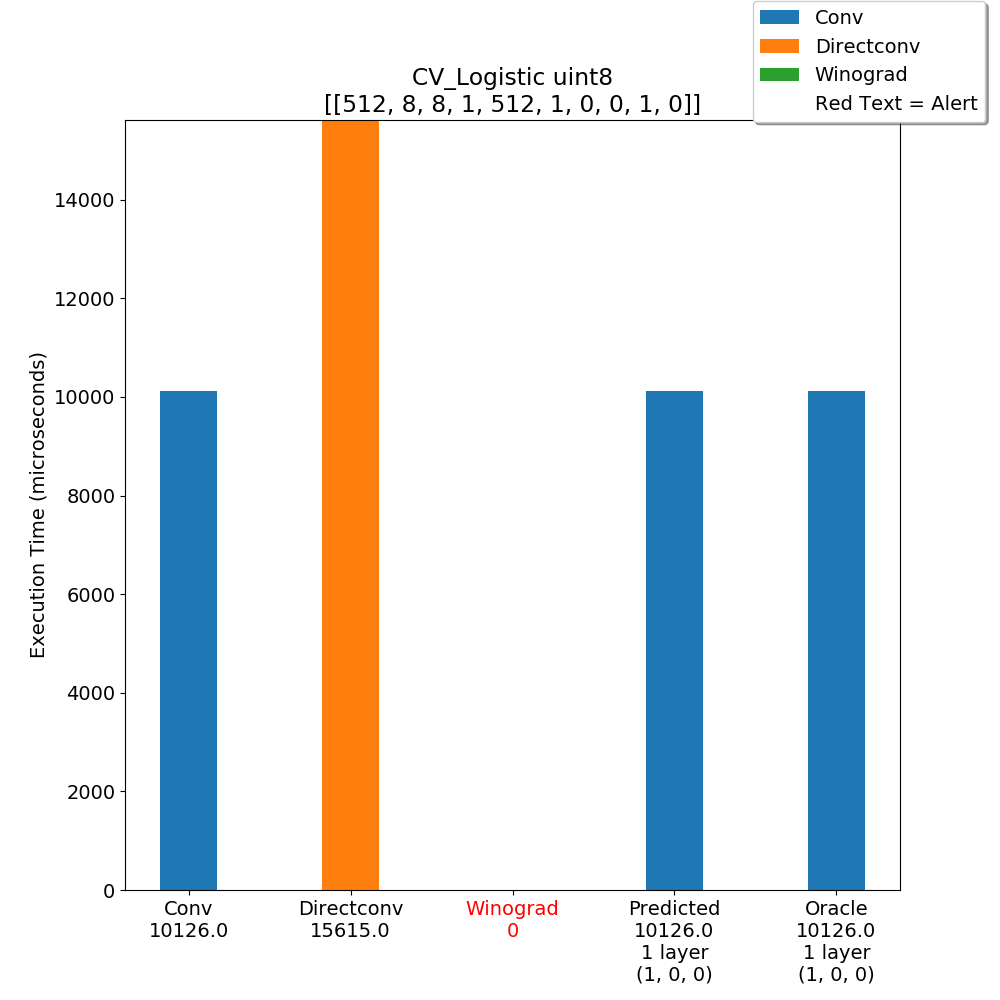 Conv
Directconv
Winograd
Red Text = Alert
CV_Logistic uint8
[[512, 8, 8, 1, 512, 1, 0, 0, 1, 0]]
Execution Time (microseconds)
14000
12000
10000
8000
6000
4000
2000
0
Conv
10126.0
Directconv
15615.0
Winograd
0
Predicted
10126.0
1 layer
(1, 0, 0)
Oracle
10126.0
1 layer
(1, 0, 0)